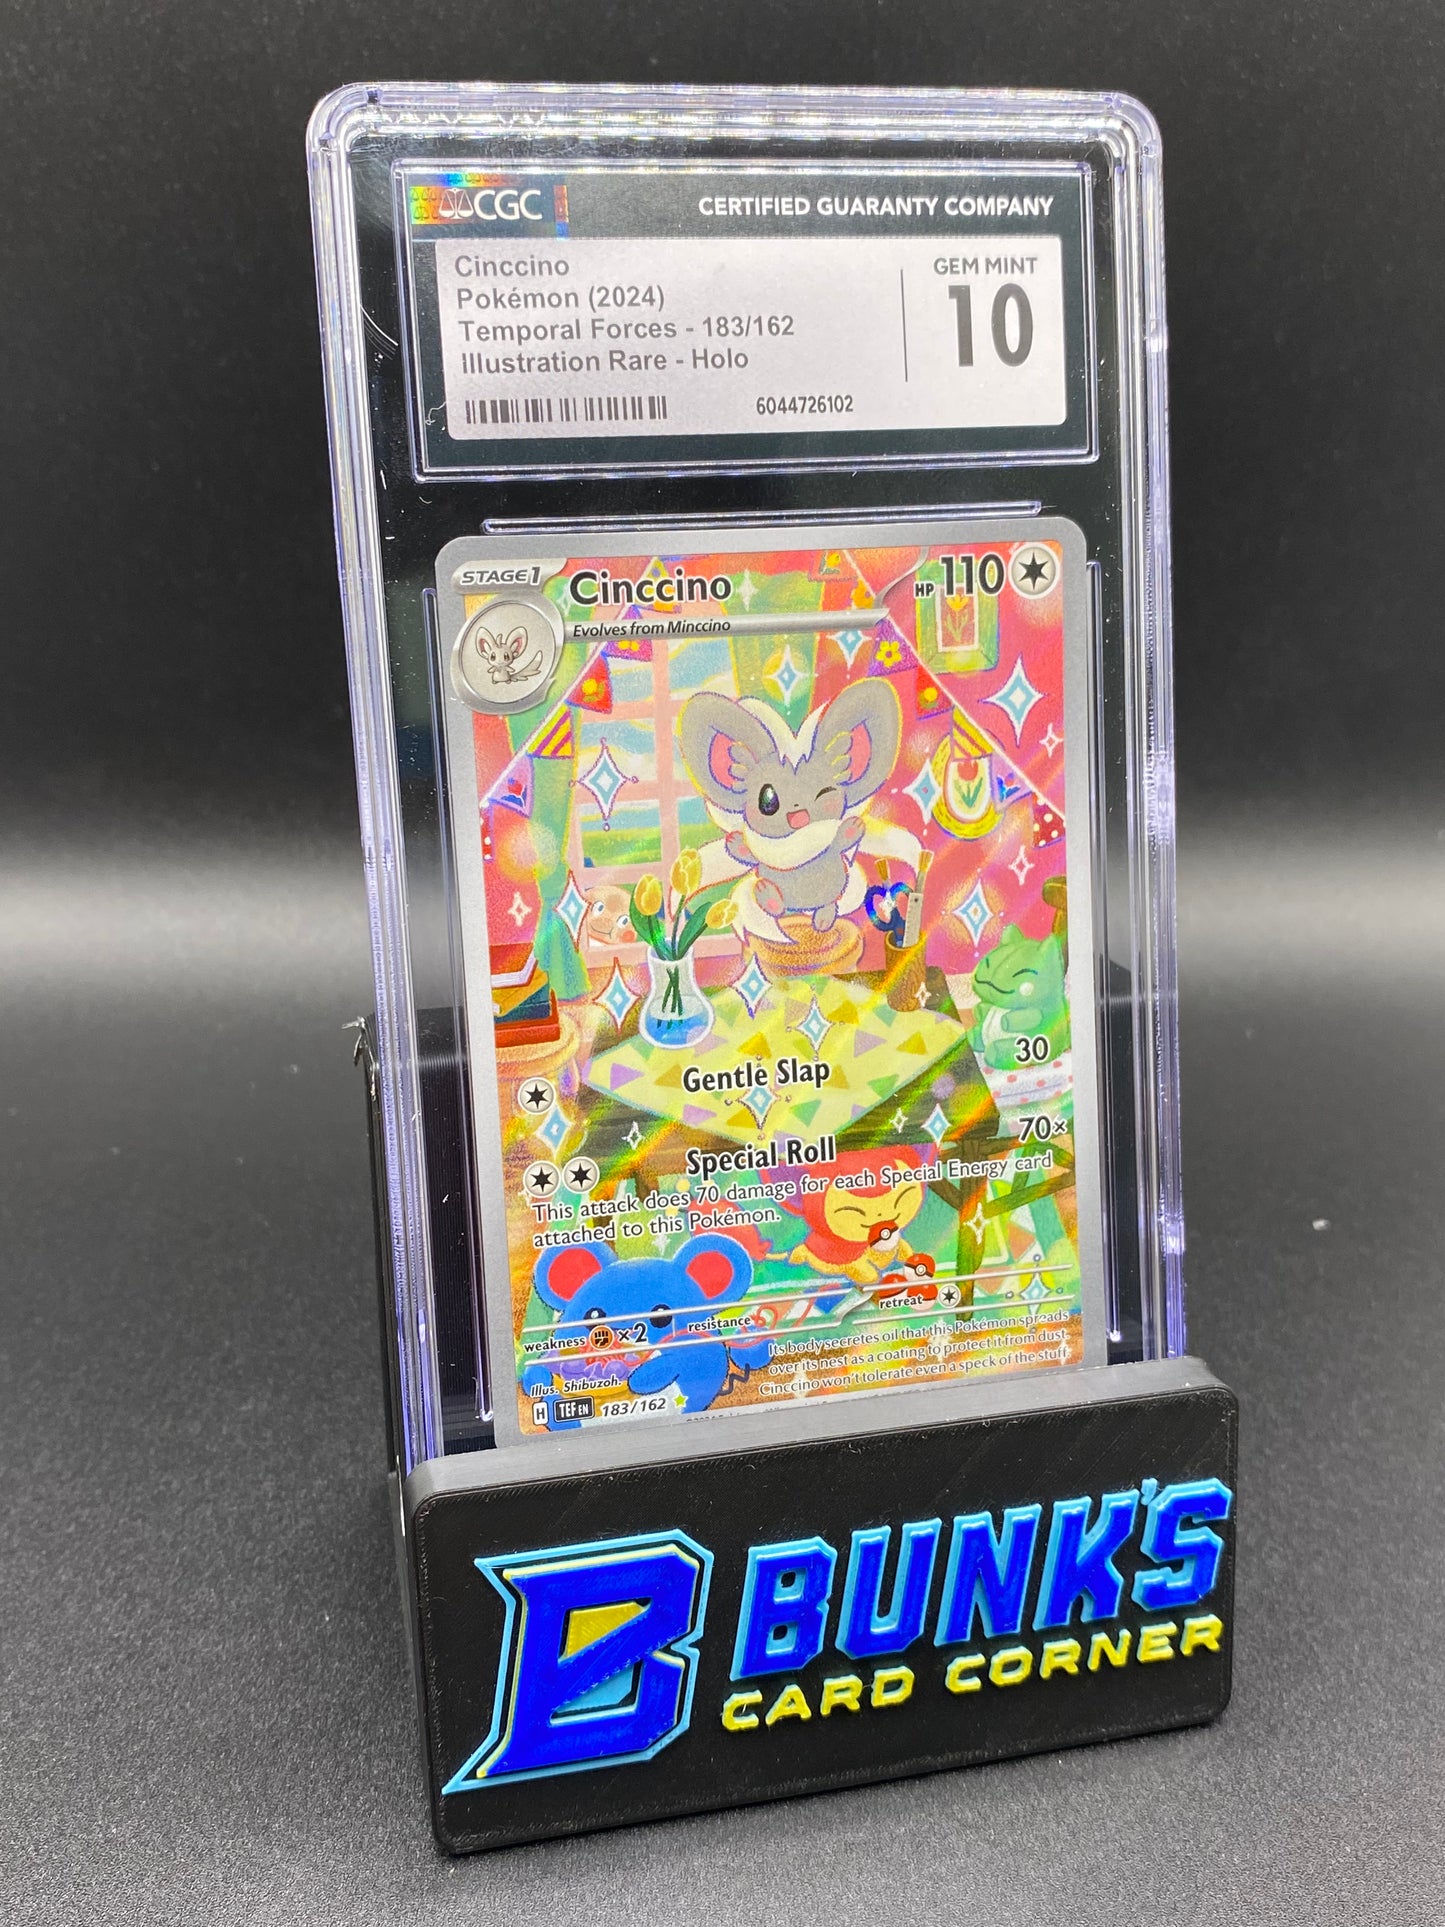 CGC
CERTIFIED GUARANTY COMPANY
Cinccino
Pokémon (2024)
Temporal Forces - 183/162
Illustration Rare - Holo
6044726102
GEM MINT
10
STAGE 1
Cinccino
HP 110
Evolves from Minccino
Gentle Slap
30
Special Roll
70×
This attack does 70 damage for each Special Energy card
attached to this Pokémon.
weakness ×2
resistance
retreat
Its body secretes oil that this Pokémon spreads
over its nest as a coating to protect it from dust.
Cinccino won't tolerate even a speck of the stuff.
Illus. Shibuzoh.
H TEF EN 183/162
B
BUNK'S
CARD CORNER